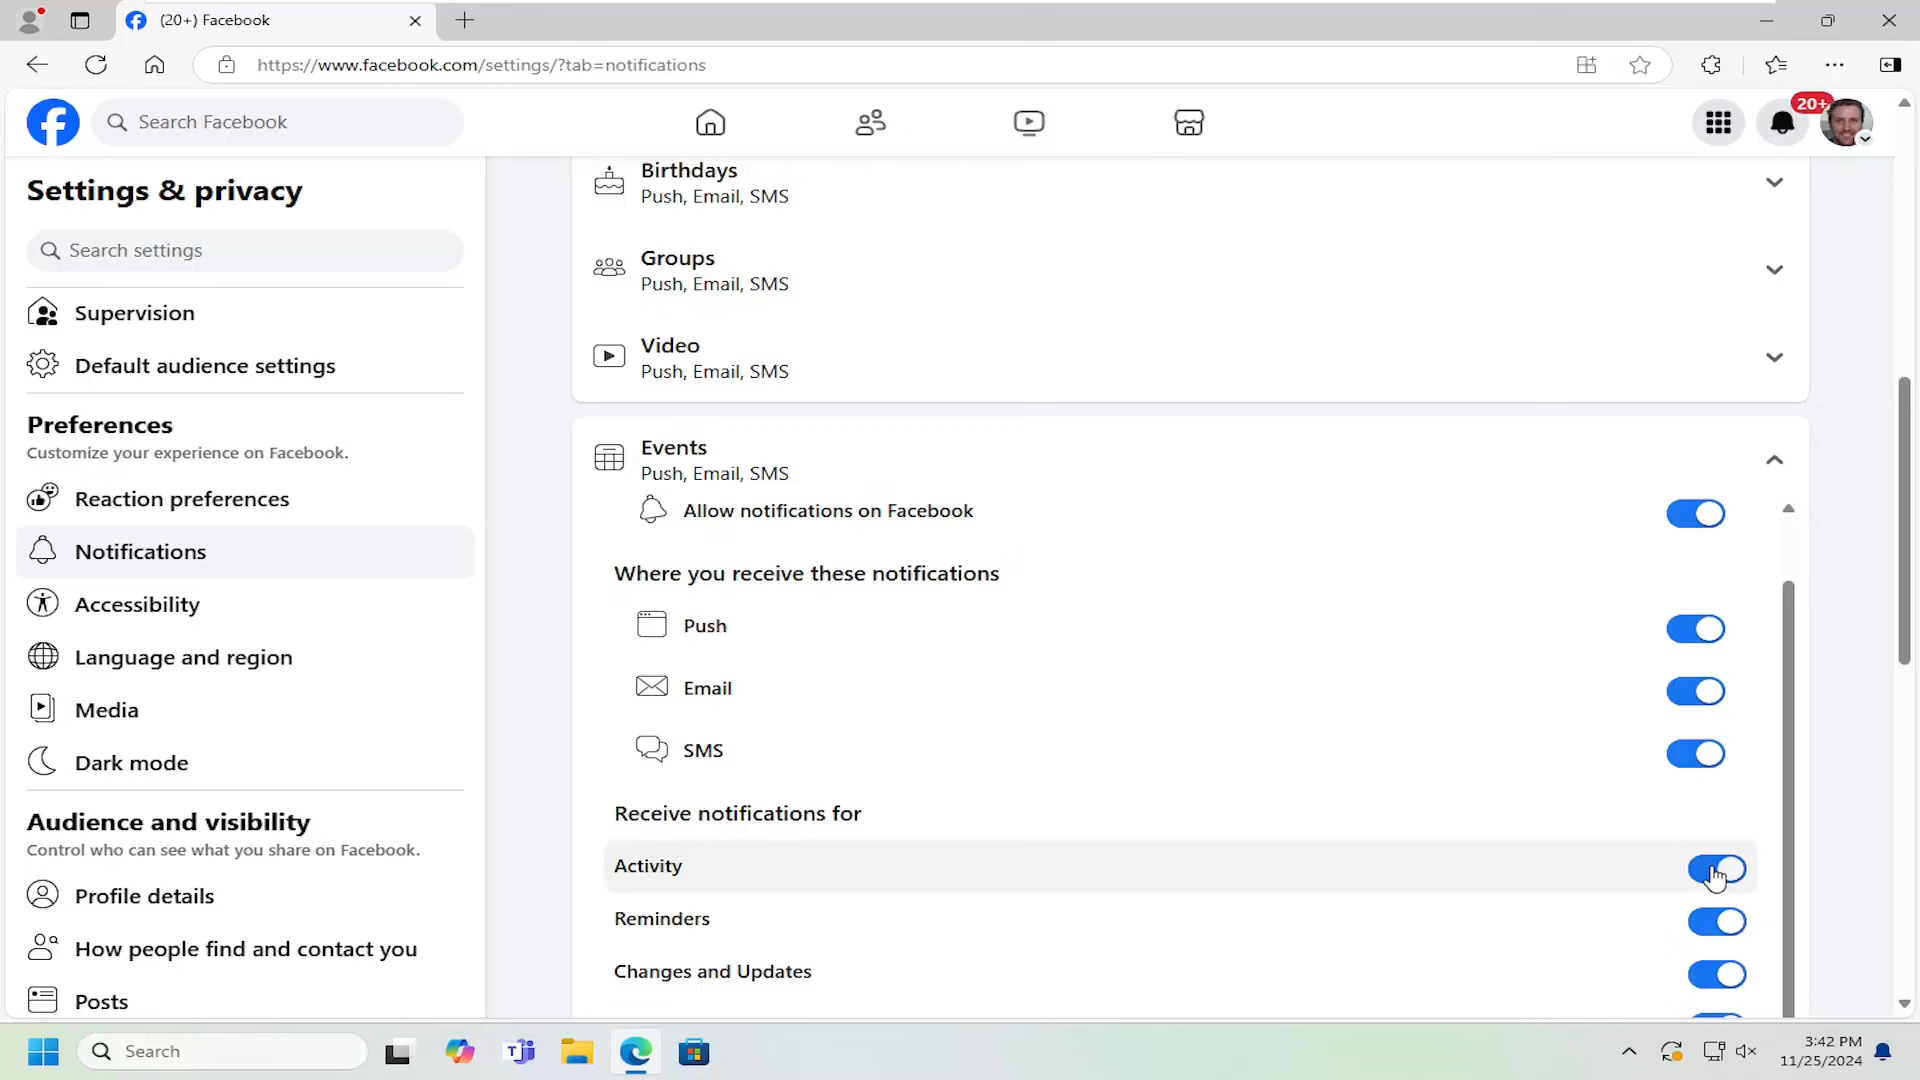 (20+) Facebook
https://www.facebook.com/settings/?tab=notifications
Search Facebook
20+
Settings & privacy
Search settings
Supervision
Default audience settings
Preferences
Customize your experience on Facebook.
Reaction preferences
Notifications
Accessibility
Language and region
Media
Dark mode
Audience and visibility
Control who can see what you share on Facebook.
Profile details
How people find and contact you
Posts
Birthdays
Push, Email, SMS
Groups
Push, Email, SMS
Video
Push, Email, SMS
Events
Push, Email, SMS
Allow notifications on Facebook
Where you receive these notifications
Push
Email
SMS
Receive notifications for
Activity
Reminders
Changes and Updates
Search
3:42 PM
11/25/2024